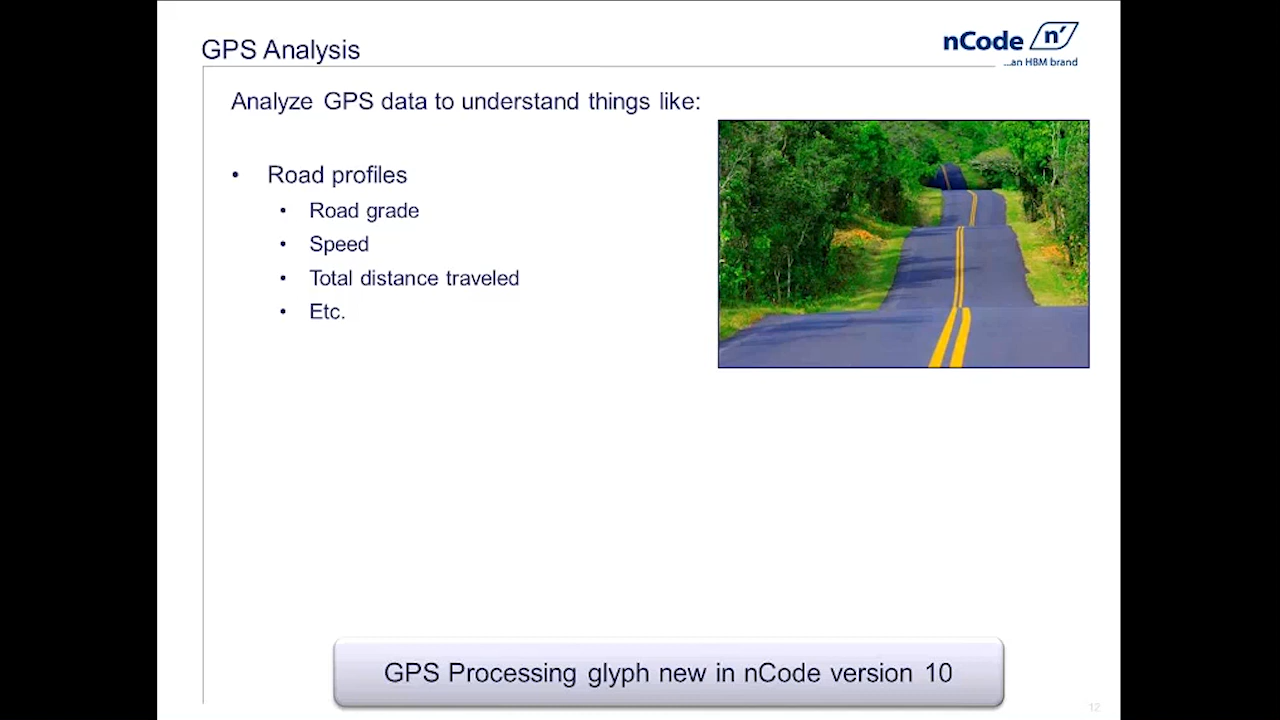 GPS Analysis
nCode n'
...an HBM brand
Analyze GPS data to understand things like:
• Road profiles
• Road grade
• Speed
• Total distance traveled
• Etc.
GPS Processing glyph new in nCode version 10
12